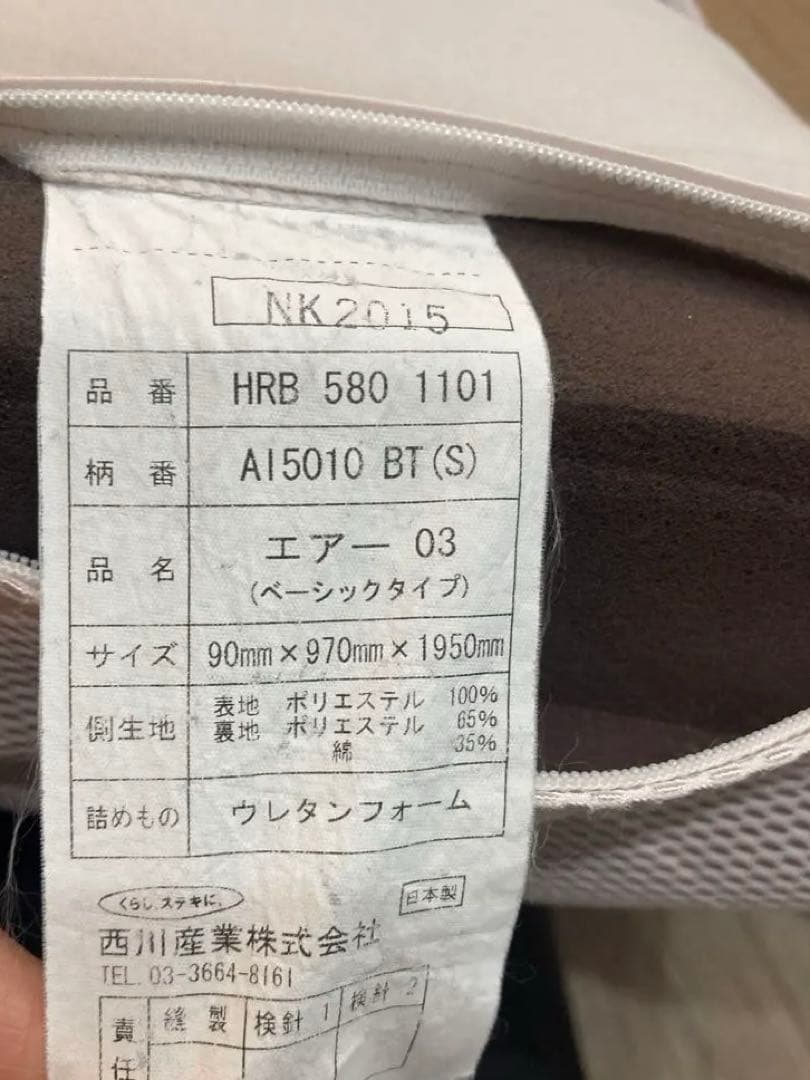 NK2015
品番 HRB 580 1101
柄番 AI5010 BT(S)
品名 エアー 03
(ベーシックタイプ)
サイズ 90mm×970mm×1950mm
側生地 表地 ポリエステル 100%
裏地 ポリエステル 65%
綿 35%
詰めもの ウレタンフォーム
くらし、ステキに。 日本製
西川産業株式会社
TEL. 03-3664-8161
責任 縫製 検針1 検針2